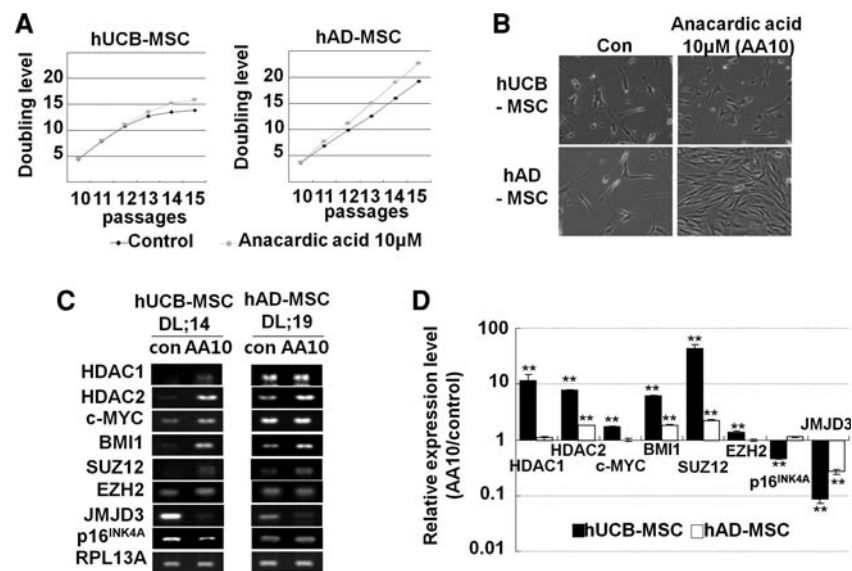 A
hUCB-MSC
hAD-MSC
Doubling level
20
15
10
5
10 11 12 13 14 15
passages
Doubling level
20
15
10
5
10 11 12 13 14 15
passages
Control
Anacardic acid 10µM
B
Con
Anacardic acid
10µM (AA10)
hUCB
- MSC
hAD
- MSC
C
hUCB-MSC
DL;14
con AA10
hAD-MSC
DL;19
con AA10
HDAC1
HDAC2
c-MYC
BMI1
SUZ12
EZH2
JMJD3
p16INK4A
RPL13A
D
Relative expression level
(AA10/control)
100
10
1
0.1
0.01
**
**
**
**
**
**
**
**
**
**
**
**
HDAC1
HDAC2
c-MYC
BMI1
SUZ12
EZH2
p16INK4A
JMJD3
hUCB-MSC
hAD-MSC